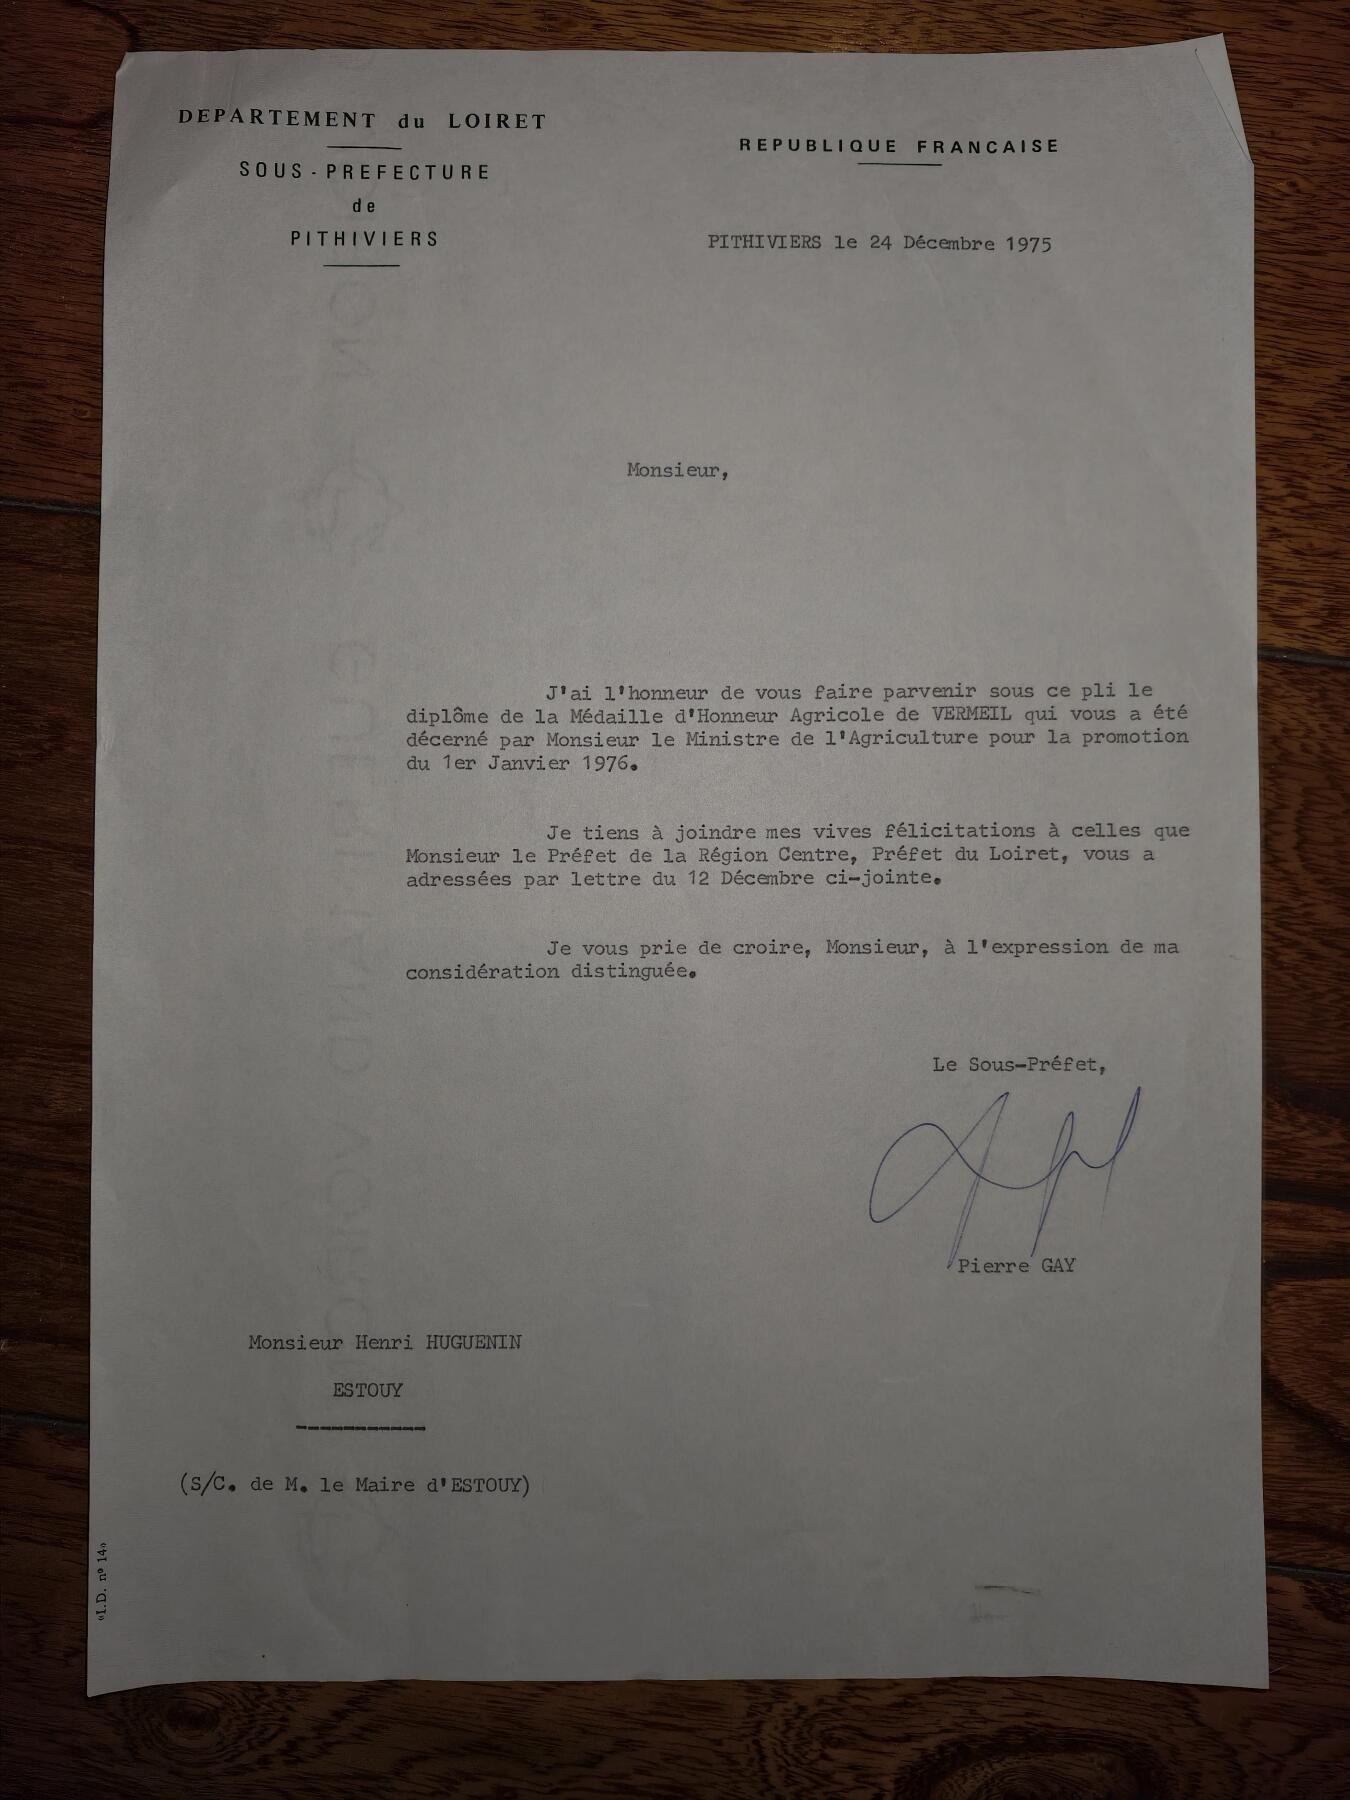 DEPARTEMENT du LOIRET
SOUS-PREFECTURE
de
PITHIVIERS
REPUBLIQUE FRANCAISE
PITHIVIERS le 24 Décembre 1975
Monsieur,
J'ai l'honneur de vous faire parvenir sous ce pli le
diplôme de la Médaille d'Honneur Agricole de VERMEIL qui vous a été
décerné par Monsieur le Ministre de l'Agriculture pour la promotion
du 1er Janvier 1976.
Je tiens à joindre mes vives félicitations à celles que
Monsieur le Préfet de la Région Centre, Préfet du Loiret, vous a
adressées par lettre du 12 Décembre ci-jointe.
Je vous prie de croire, Monsieur, à l'expression de ma
considération distinguée.
Le Sous-Préfet,
Pierre GAY
Monsieur Henri HUGUENIN
ESTOUY
(S/C. de M. le Maire d'ESTOUY)
«I.D. nº 14»